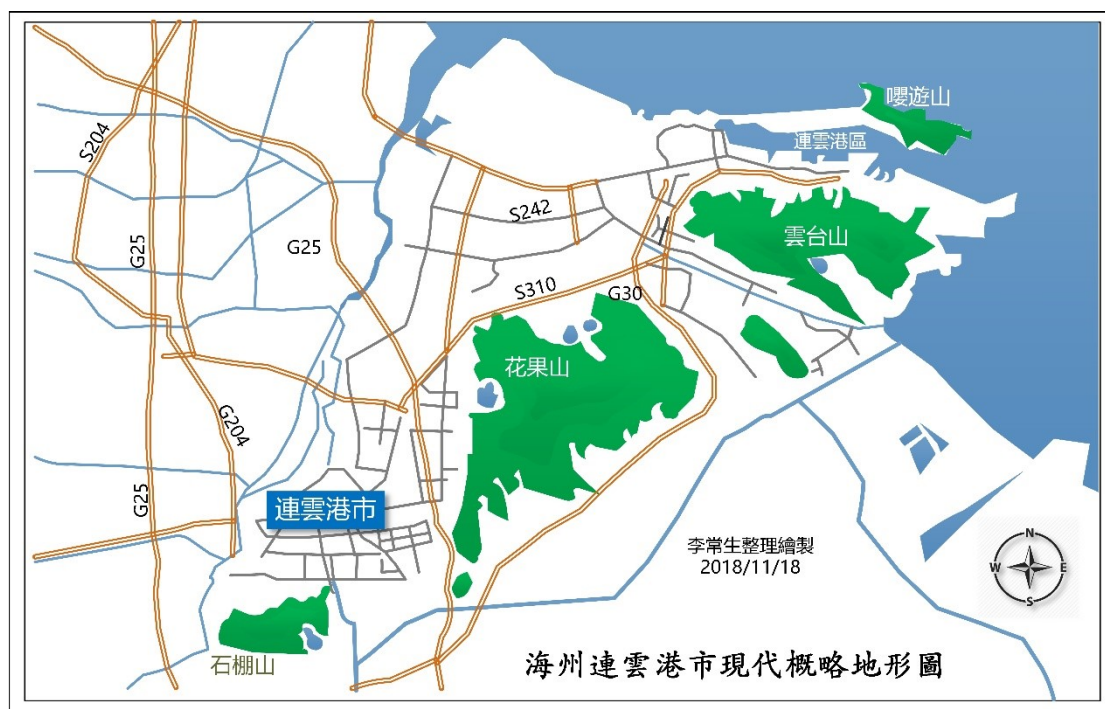 嚶遊山
連雲港區
S204
S242
雲台山
G25
G25
S310
G30
花果山
G204
G25
連雲港市
李常生整理繪製
2018/11/18
N
W
E
S
石棚山
海州連雲港市現代概略地形圖